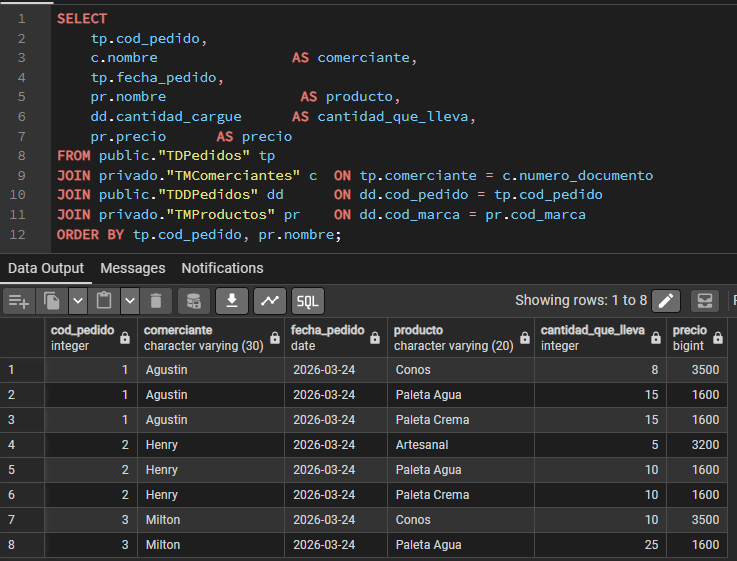 1 SELECT
2 tp.cod_pedido,
3 c.nombre AS comerciante,
4 tp.fecha_pedido,
5 pr.nombre AS producto,
6 dd.cantidad_cargue AS cantidad_que_lleva,
7 pr.precio AS precio
8 FROM public."TDPedidos" tp
9 JOIN privado."TMComerciantes" c ON tp.comerciante = c.numero_documento
10 JOIN public."TDDPedidos" dd ON dd.cod_pedido = tp.cod_pedido
11 JOIN privado."TMProductos" pr ON dd.cod_marca = pr.cod_marca
12 ORDER BY tp.cod_pedido, pr.nombre;
Data Output Messages Notifications
SQL Showing rows: 1 to 8
cod_pedido comerciante fecha_pedido producto cantidad_que_lleva precio
integer character varying (30) date character varying (20) integer bigint
1 1 Agustin 2026-03-24 Conos 8 3500
2 1 Agustin 2026-03-24 Paleta Agua 15 1600
3 1 Agustin 2026-03-24 Paleta Crema 15 1600
4 2 Henry 2026-03-24 Artesanal 5 3200
5 2 Henry 2026-03-24 Paleta Agua 10 1600
6 2 Henry 2026-03-24 Paleta Crema 10 1600
7 3 Milton 2026-03-24 Conos 10 3500
8 3 Milton 2026-03-24 Paleta Agua 25 1600